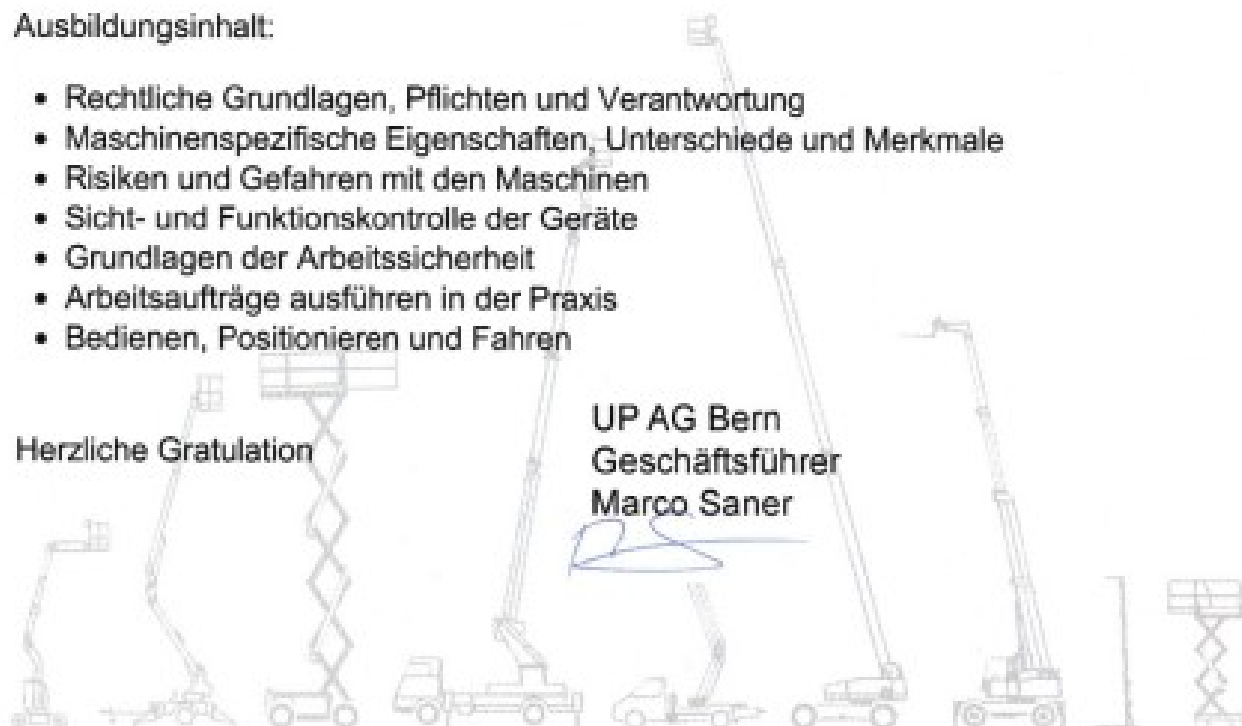 Ausbildungsinhalt:
• Rechtliche Grundlagen, Pflichten und Verantwortung
• Maschinenspezifische Eigenschaften, Unterschiede und Merkmale
• Risiken und Gefahren mit den Maschinen
• Sicht- und Funktionskontrolle der Geräte
• Grundlagen der Arbeitssicherheit
• Arbeitsaufträge ausführen in der Praxis
• Bedienen, Positionieren und Fahren
Herzliche Gratulation
UP AG Bern
Geschäftsführer
Marco Saner